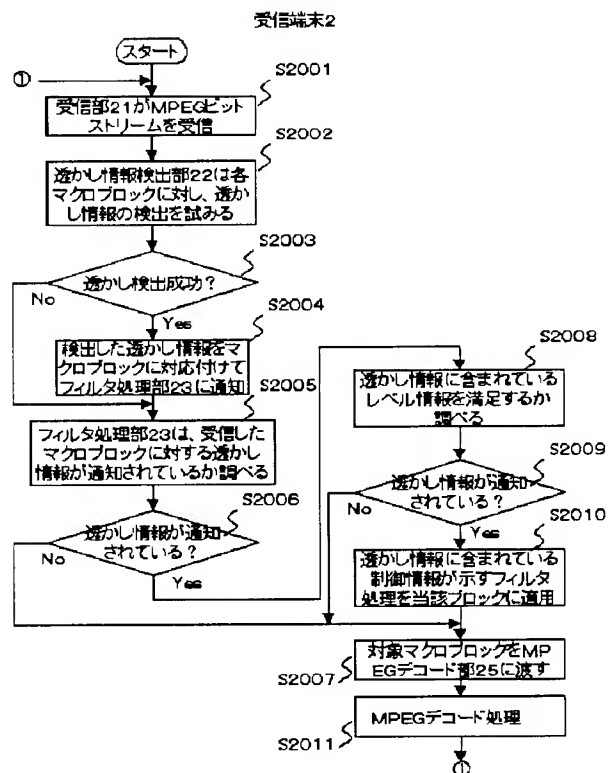 受信端末2
スタート
①
S2001
受信部21がMPEGビット
ストリームを受信
S2002
透かし情報検出部22は各
マクロブロックに対し、透か
し情報の検出を試みる
S2003
透かし検出成功?
No
Yes
S2004
検出した透かし情報をマク
ロブロックに対応付けて
フィルタ処理部23に通知
S2005
フィルタ処理部23は、受信した
マクロブロックに対する透かし
情報が通知されているか調べる
S2006
透かし情報が通知
されている?
No
Yes
S2008
透かし情報に含まれている
レベル情報を満足するか
調べる
S2009
透かし情報が通知
されている?
No
Yes
S2010
透かし情報に含まれている
制御情報が示すフィルタ
処理を当該ブロックに適用
対象マクロブロックをMP
EGデコード部25に渡す
S2007
MPEGデコード処理
S2011
①